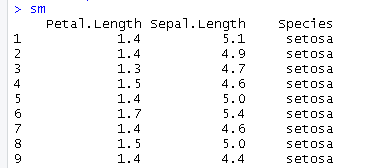 > sm
Petal.Length Sepal.Length Species
1 1.4 5.1 setosa
2 1.4 4.9 setosa
3 1.3 4.7 setosa
4 1.5 4.6 setosa
5 1.4 5.0 setosa
6 1.7 5.4 setosa
7 1.4 4.6 setosa
8 1.5 5.0 setosa
9 1.4 4.4 setosa